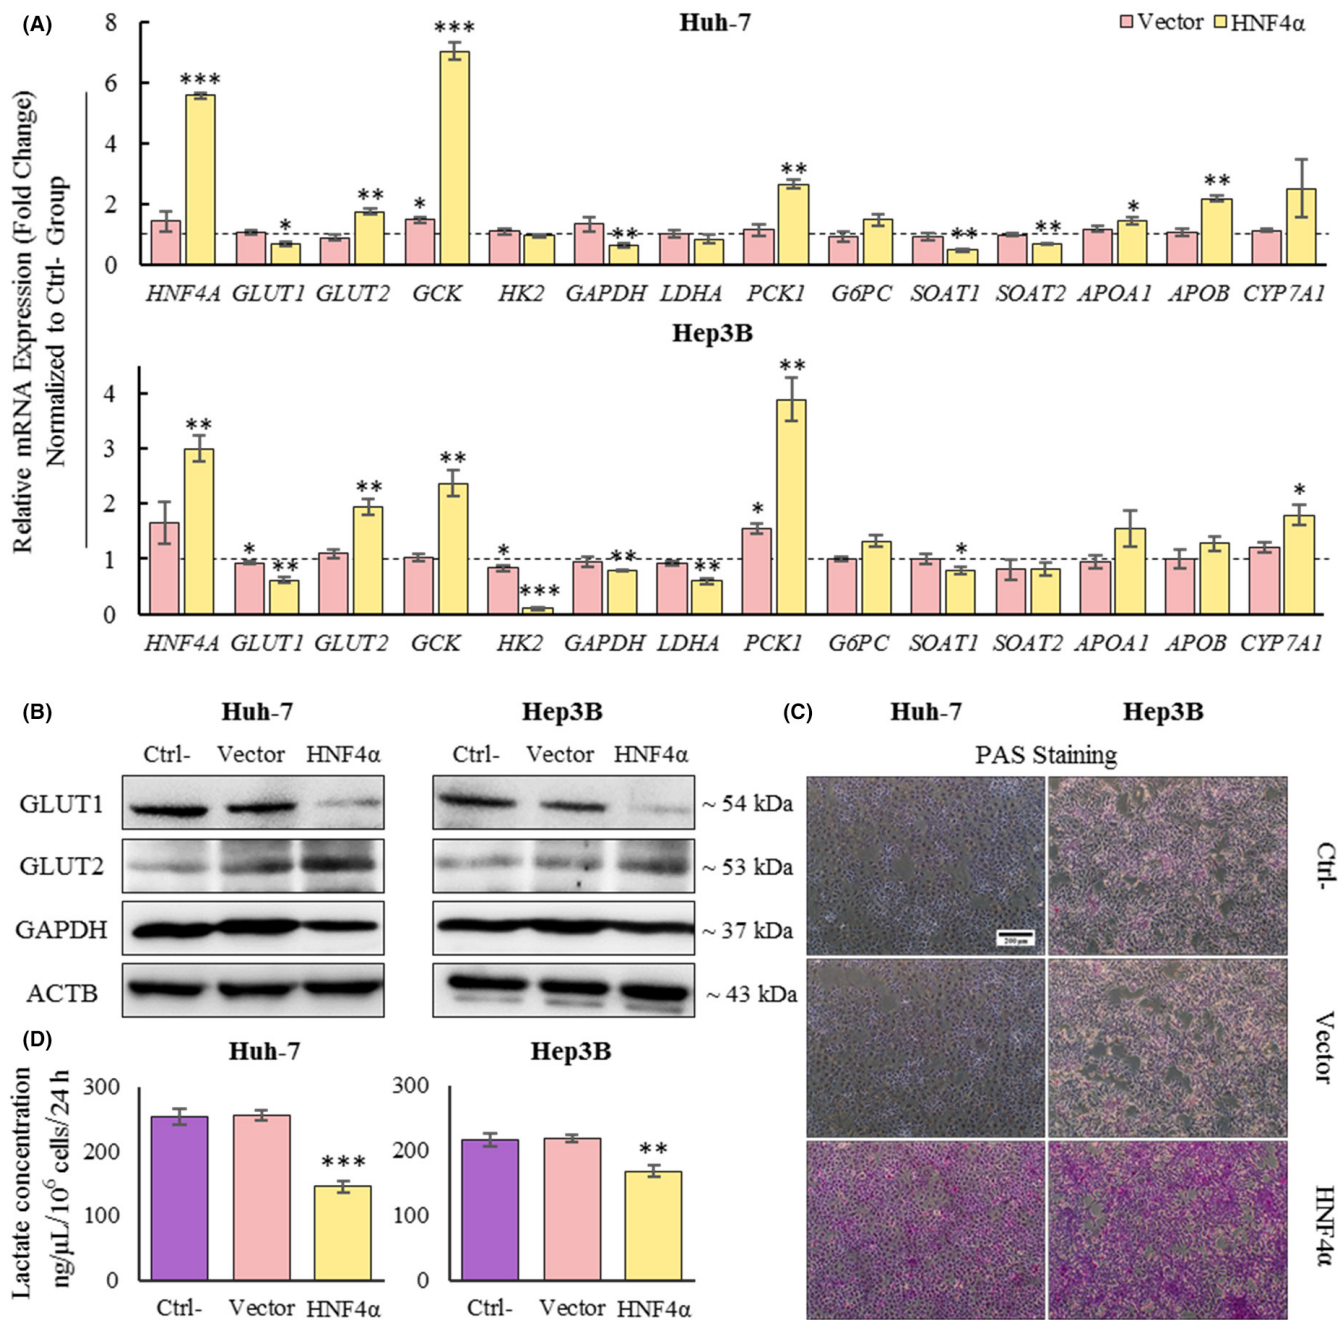 (A)
Huh-7
Vector HNF4α
Relative mRNA Expression (Fold Change)
Normalized to Ctrl- Group
8
6
4
2
0
*** * ** * *** ** ** ** ** * **
HNF4A GLUT1 GLUT2 GCK HK2 GAPDH LDHA PCK1 G6PC SOAT1 SOAT2 APOA1 APOB CYP7A1
Hep3B
4
3
2
1
0
** * ** ** ** * *** ** ** * ** * *
HNF4A GLUT1 GLUT2 GCK HK2 GAPDH LDHA PCK1 G6PC SOAT1 SOAT2 APOA1 APOB CYP7A1
(B)
Huh-7 Hep3B
Ctrl- Vector HNF4α Ctrl- Vector HNF4α
GLUT1 ~ 54 kDa
GLUT2 ~ 53 kDa
GAPDH ~ 37 kDa
ACTB ~ 43 kDa
(C)
Huh-7 Hep3B
PAS Staining
200 µm
Ctrl-
Vector
HNF4α
(D)
Huh-7 Hep3B
Lactate concentration
ng/µL/10⁶ cells/24 h
300
200
100
0
***
Ctrl- Vector HNF4α
300
200
100
0
**
Ctrl- Vector HNF4α